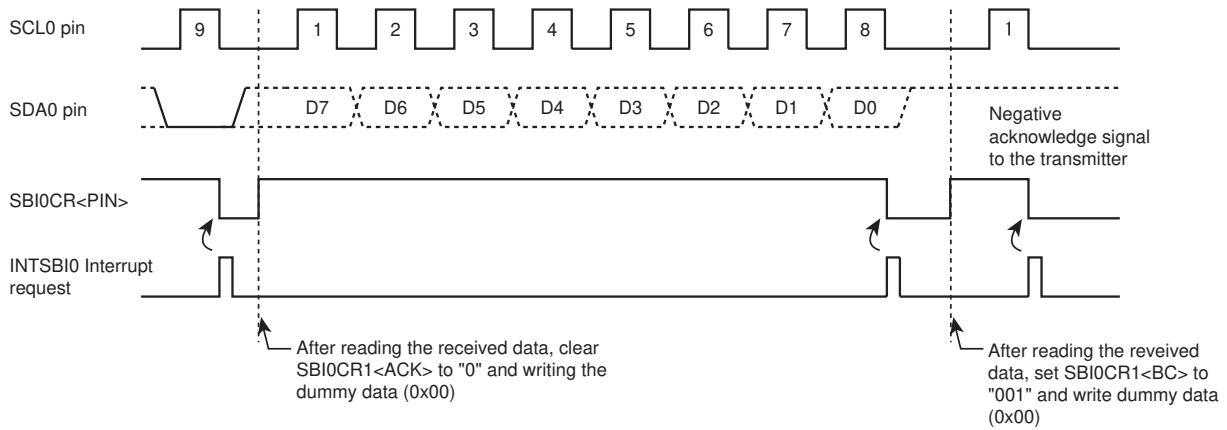 SCL0 pin 9 1 2 3 4 5 6 7 8 1
SDA0 pin D7 D6 D5 D4 D3 D2 D1 D0
Negative
acknowledge signal
to the transmitter
SBI0CR<PIN>
INTSBI0 Interrupt
request
After reading the received data, clear
SBI0CR1<ACK> to "0" and writing the
dummy data (0x00)
After reading the reveived
data, set SBI0CR1<BC> to
"001" and write dummy data
(0x00)